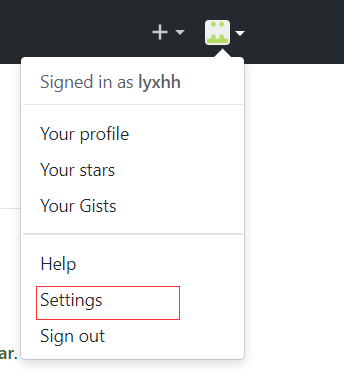 Signed in as lyxhh
Your profile
Your stars
Your Gists
Help
Settings
Sign out
ar.